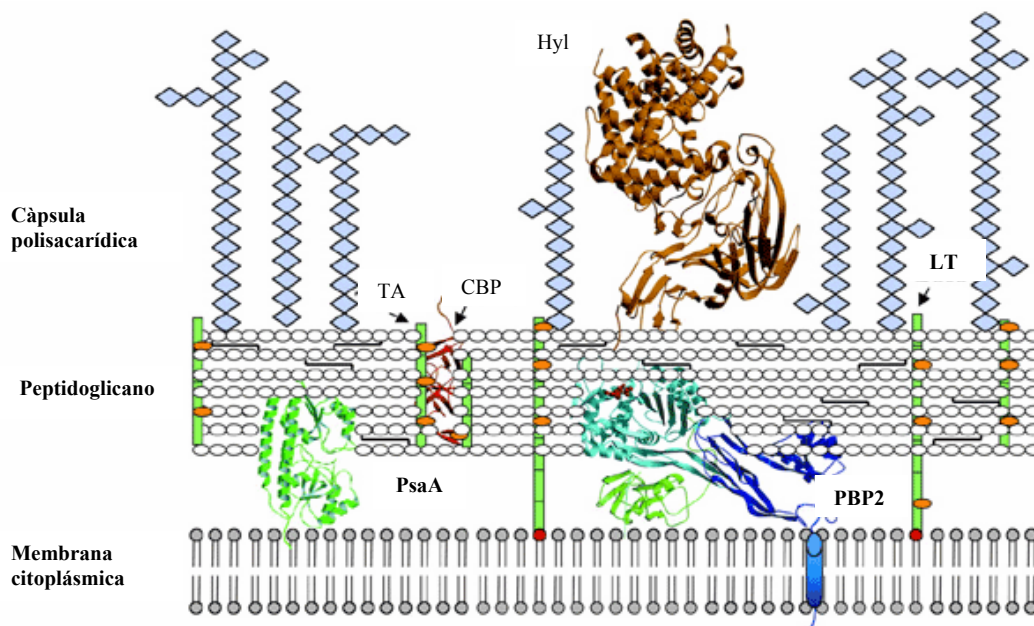 Hyl
Càpsula
polisacarídica
LT
TA
CBP
Peptidoglicano
PsaA
PBP2
Membrana
citoplásmica